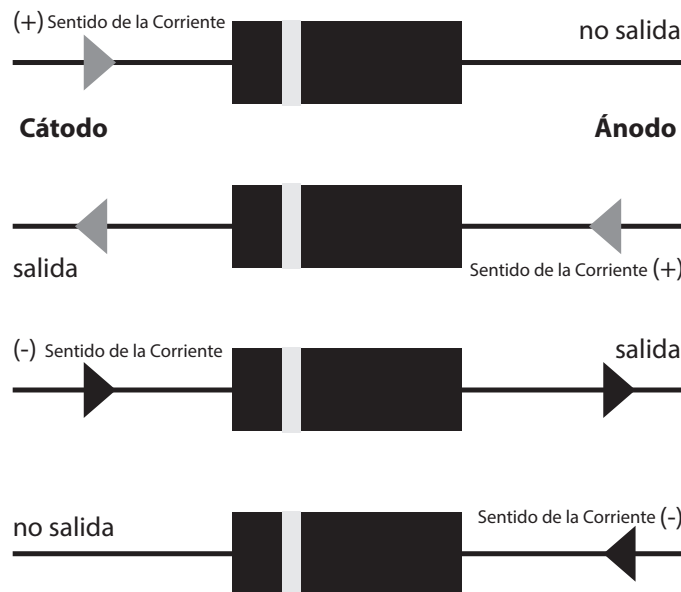 (+) Sentido de la Corriente
no salida
Cátodo
Ánodo
salida
Sentido de la Corriente (+)
(-) Sentido de la Corriente
salida
no salida
Sentido de la Corriente (-)